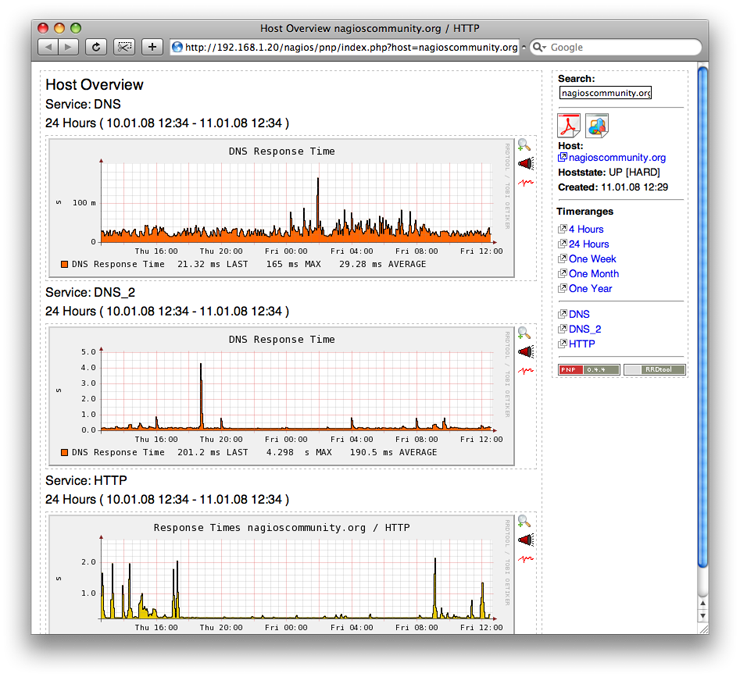 Host Overview nagioscommunity.org / HTTP
http://192.168.1.20/nagios/pnp/index.php?host=nagioscommunity.org
Google
Host Overview
Service: DNS
24 Hours ( 10.01.08 12:34 - 11.01.08 12:34 )
DNS Response Time
RRDTOOL / TOBI OETIKER
s
100 m
0
Thu 16:00 Thu 20:00 Fri 00:00 Fri 04:00 Fri 08:00 Fri 12:00
DNS Response Time 21.32 ms LAST 165 ms MAX 29.28 ms AVERAGE
Service: DNS_2
24 Hours ( 10.01.08 12:34 - 11.01.08 12:34 )
DNS Response Time
RRDTOOL / TOBI OETIKER
s
5.0
4.0
3.0
2.0
1.0
0.0
Thu 16:00 Thu 20:00 Fri 00:00 Fri 04:00 Fri 08:00 Fri 12:00
DNS Response Time 201.2 ms LAST 4.298 s MAX 190.5 ms AVERAGE
Service: HTTP
24 Hours ( 10.01.08 12:34 - 11.01.08 12:34 )
Response Times nagioscommunity.org / HTTP
RRDTOOL / TOBI OETIKER
s
2.0
1.0
Thu 16:00 Thu 20:00 Fri 00:00 Fri 04:00 Fri 08:00 Fri 12:00
Search:
nagioscommunity.org
Host:
nagioscommunity.org
Hoststate: UP [HARD]
Created: 11.01.08 12:29
Timeranges
4 Hours
24 Hours
One Week
One Month
One Year
DNS
DNS_2
HTTP
PNP 0.4.4
RRDtool